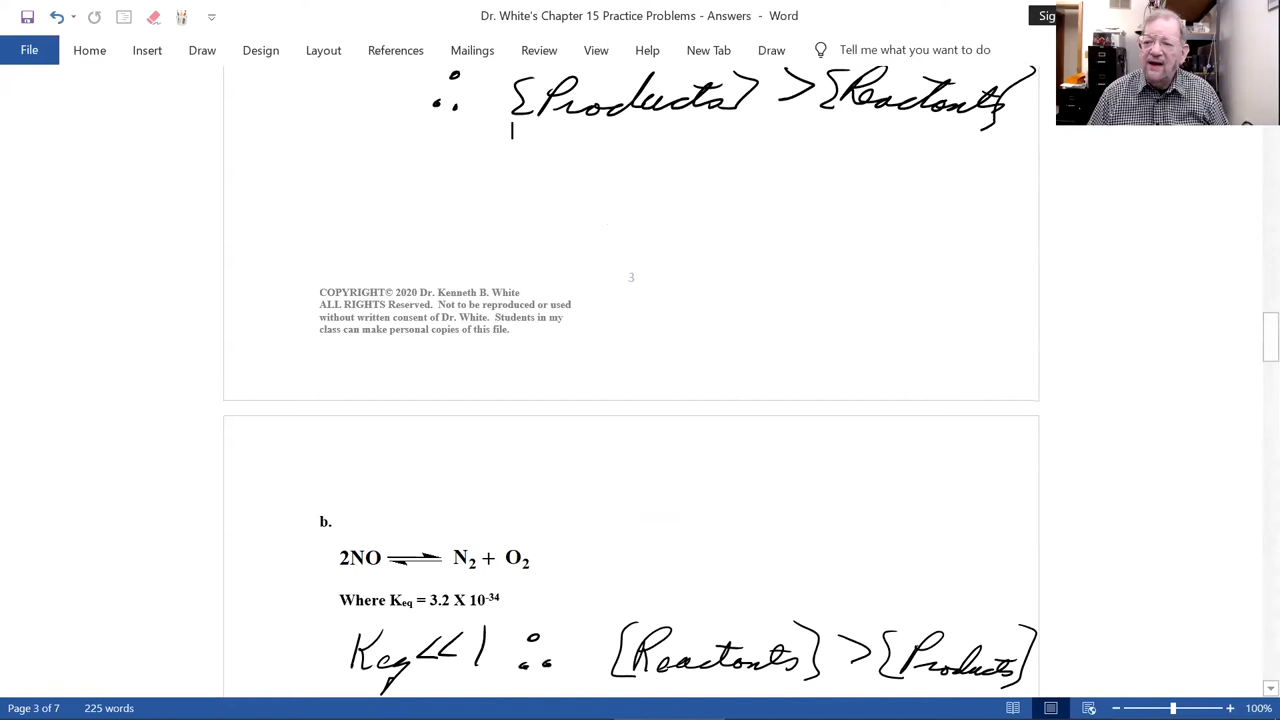 Dr. White's Chapter 15 Practice Problems - Answers - Word
Sig
File Home Insert Draw Design Layout References Mailings Review View Help New Tab Draw Tell me what you want to do
∴ {Products} > {Reactants}
3
COPYRIGHT© 2020 Dr. Kenneth B. White
ALL RIGHTS Reserved. Not to be reproduced or used
without written consent of Dr. White. Students in my
class can make personal copies of this file.
b.
2NO ⇌ N₂ + O₂
Where Keq = 3.2 X 10⁻³⁴
Keq << 1 ∴ {Reactants} > {Products}
Page 3 of 7 225 words 100%